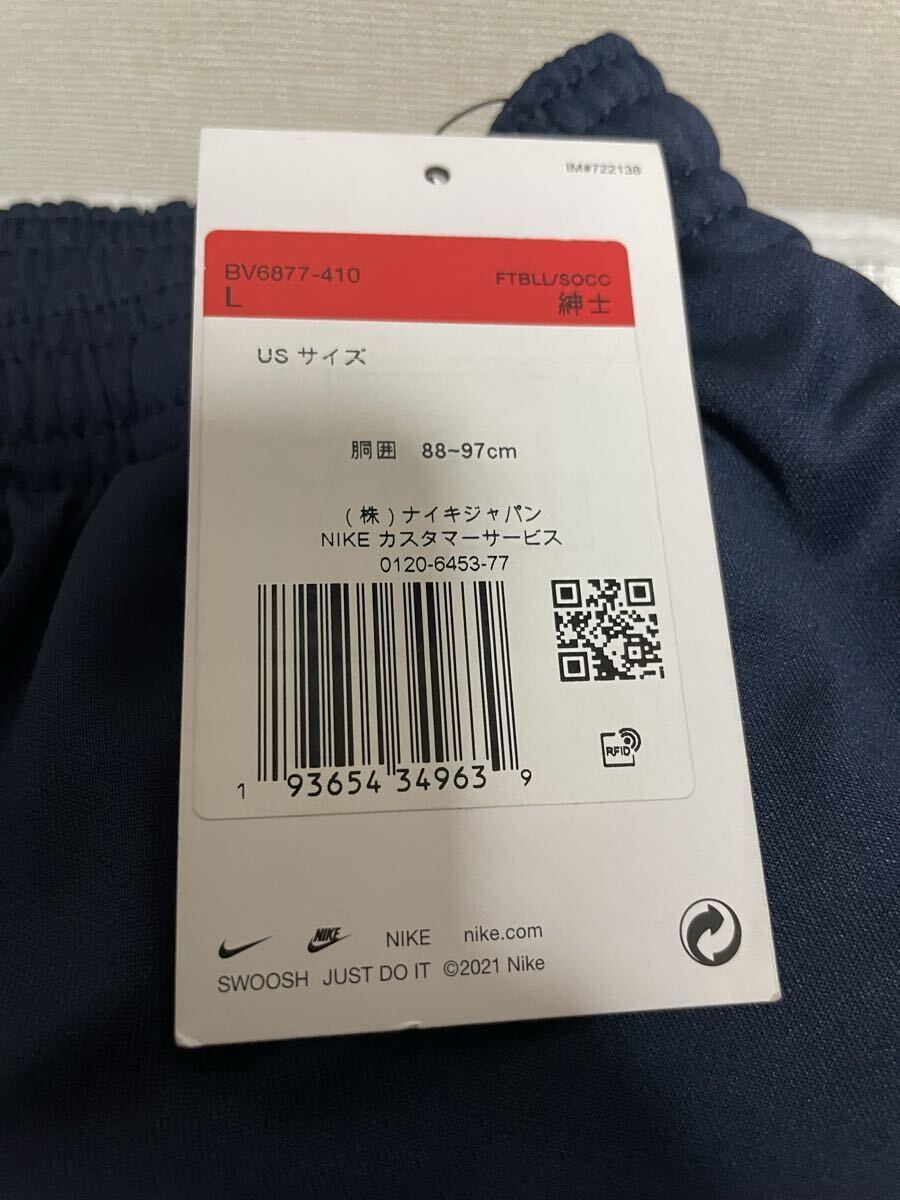 IM#722138
BV6877-410 FTBLL/SOCC
L 紳士
US サイズ
胴囲 88~97cm
(株)ナイキジャパン
NIKE カスタマーサービス
0120-6453-77
1 93654 34963 9
RFID
NIKE NIKE nike.com
SWOOSH JUST DO IT ©2021 Nike